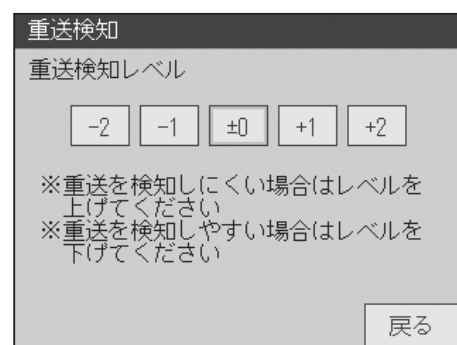 重送検知
重送検知レベル
-2 -1 ±0 +1 +2
※重送を検知しにくい場合はレベルを
上げてください
※重送を検知しやすい場合はレベルを
下げてください
戻る